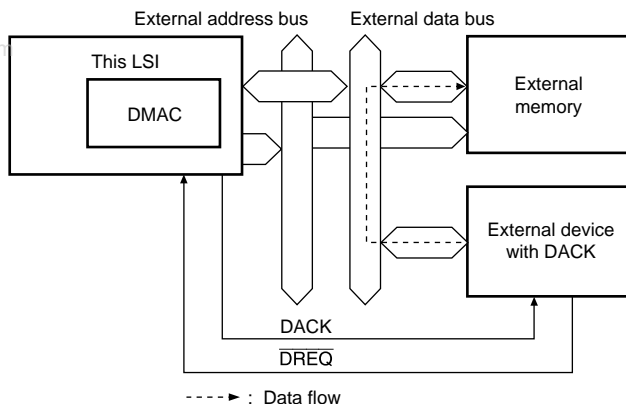 External address bus
External data bus
This LSI
DMAC
External
memory
External device
with DACK
DACK
DREQ
: Data flow